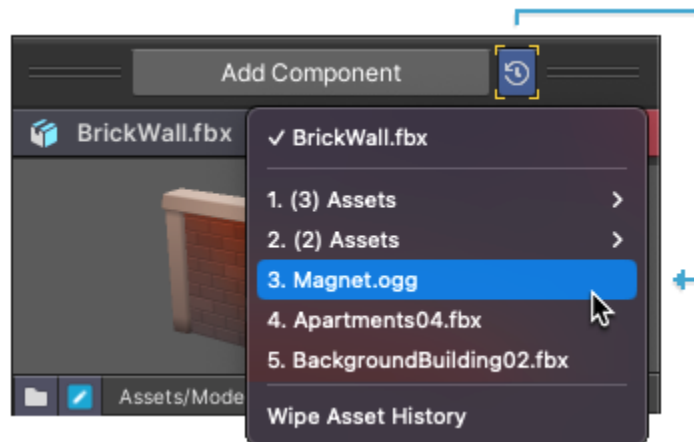 Add Component
BrickWall.fbx
✓ BrickWall.fbx
1. (3) Assets
2. (2) Assets
3. Magnet.ogg
4. Apartments04.fbx
5. BackgroundBuilding02.fbx
Assets/Mode
Wipe Asset History